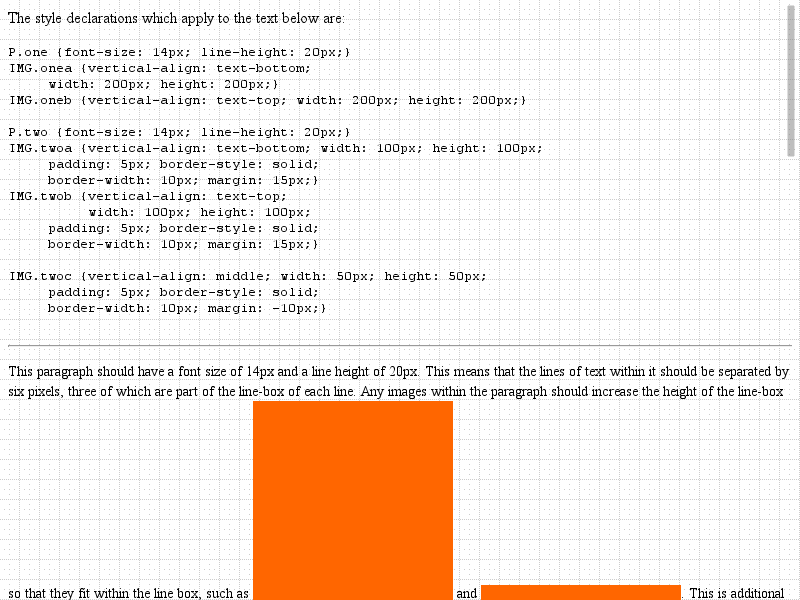 The style declarations which apply to the text below are:
P.one {font-size: 14px; line-height: 20px;}
IMG.onea {vertical-align: text-bottom;
width: 200px; height: 200px;}
IMG.oneb {vertical-align: text-top; width: 200px; height: 200px;}
P.two {font-size: 14px; line-height: 20px;}
IMG.twoa {vertical-align: text-bottom; width: 100px; height: 100px;
padding: 5px; border-style: solid;
border-width: 10px; margin: 15px;}
IMG.twob {vertical-align: text-top;
width: 100px; height: 100px;
padding: 5px; border-style: solid;
border-width: 10px; margin: 15px;}
IMG.twoc {vertical-align: middle; width: 50px; height: 50px;
padding: 5px; border-style: solid;
border-width: 10px; margin: -10px;}
This paragraph should have a font size of 14px and a line height of 20px. This means that the lines of text within it should be separated by
six pixels, three of which are part of the line-box of each line. Any images within the paragraph should increase the height of the line-box
so that they fit within the line box, such as and . This is additional